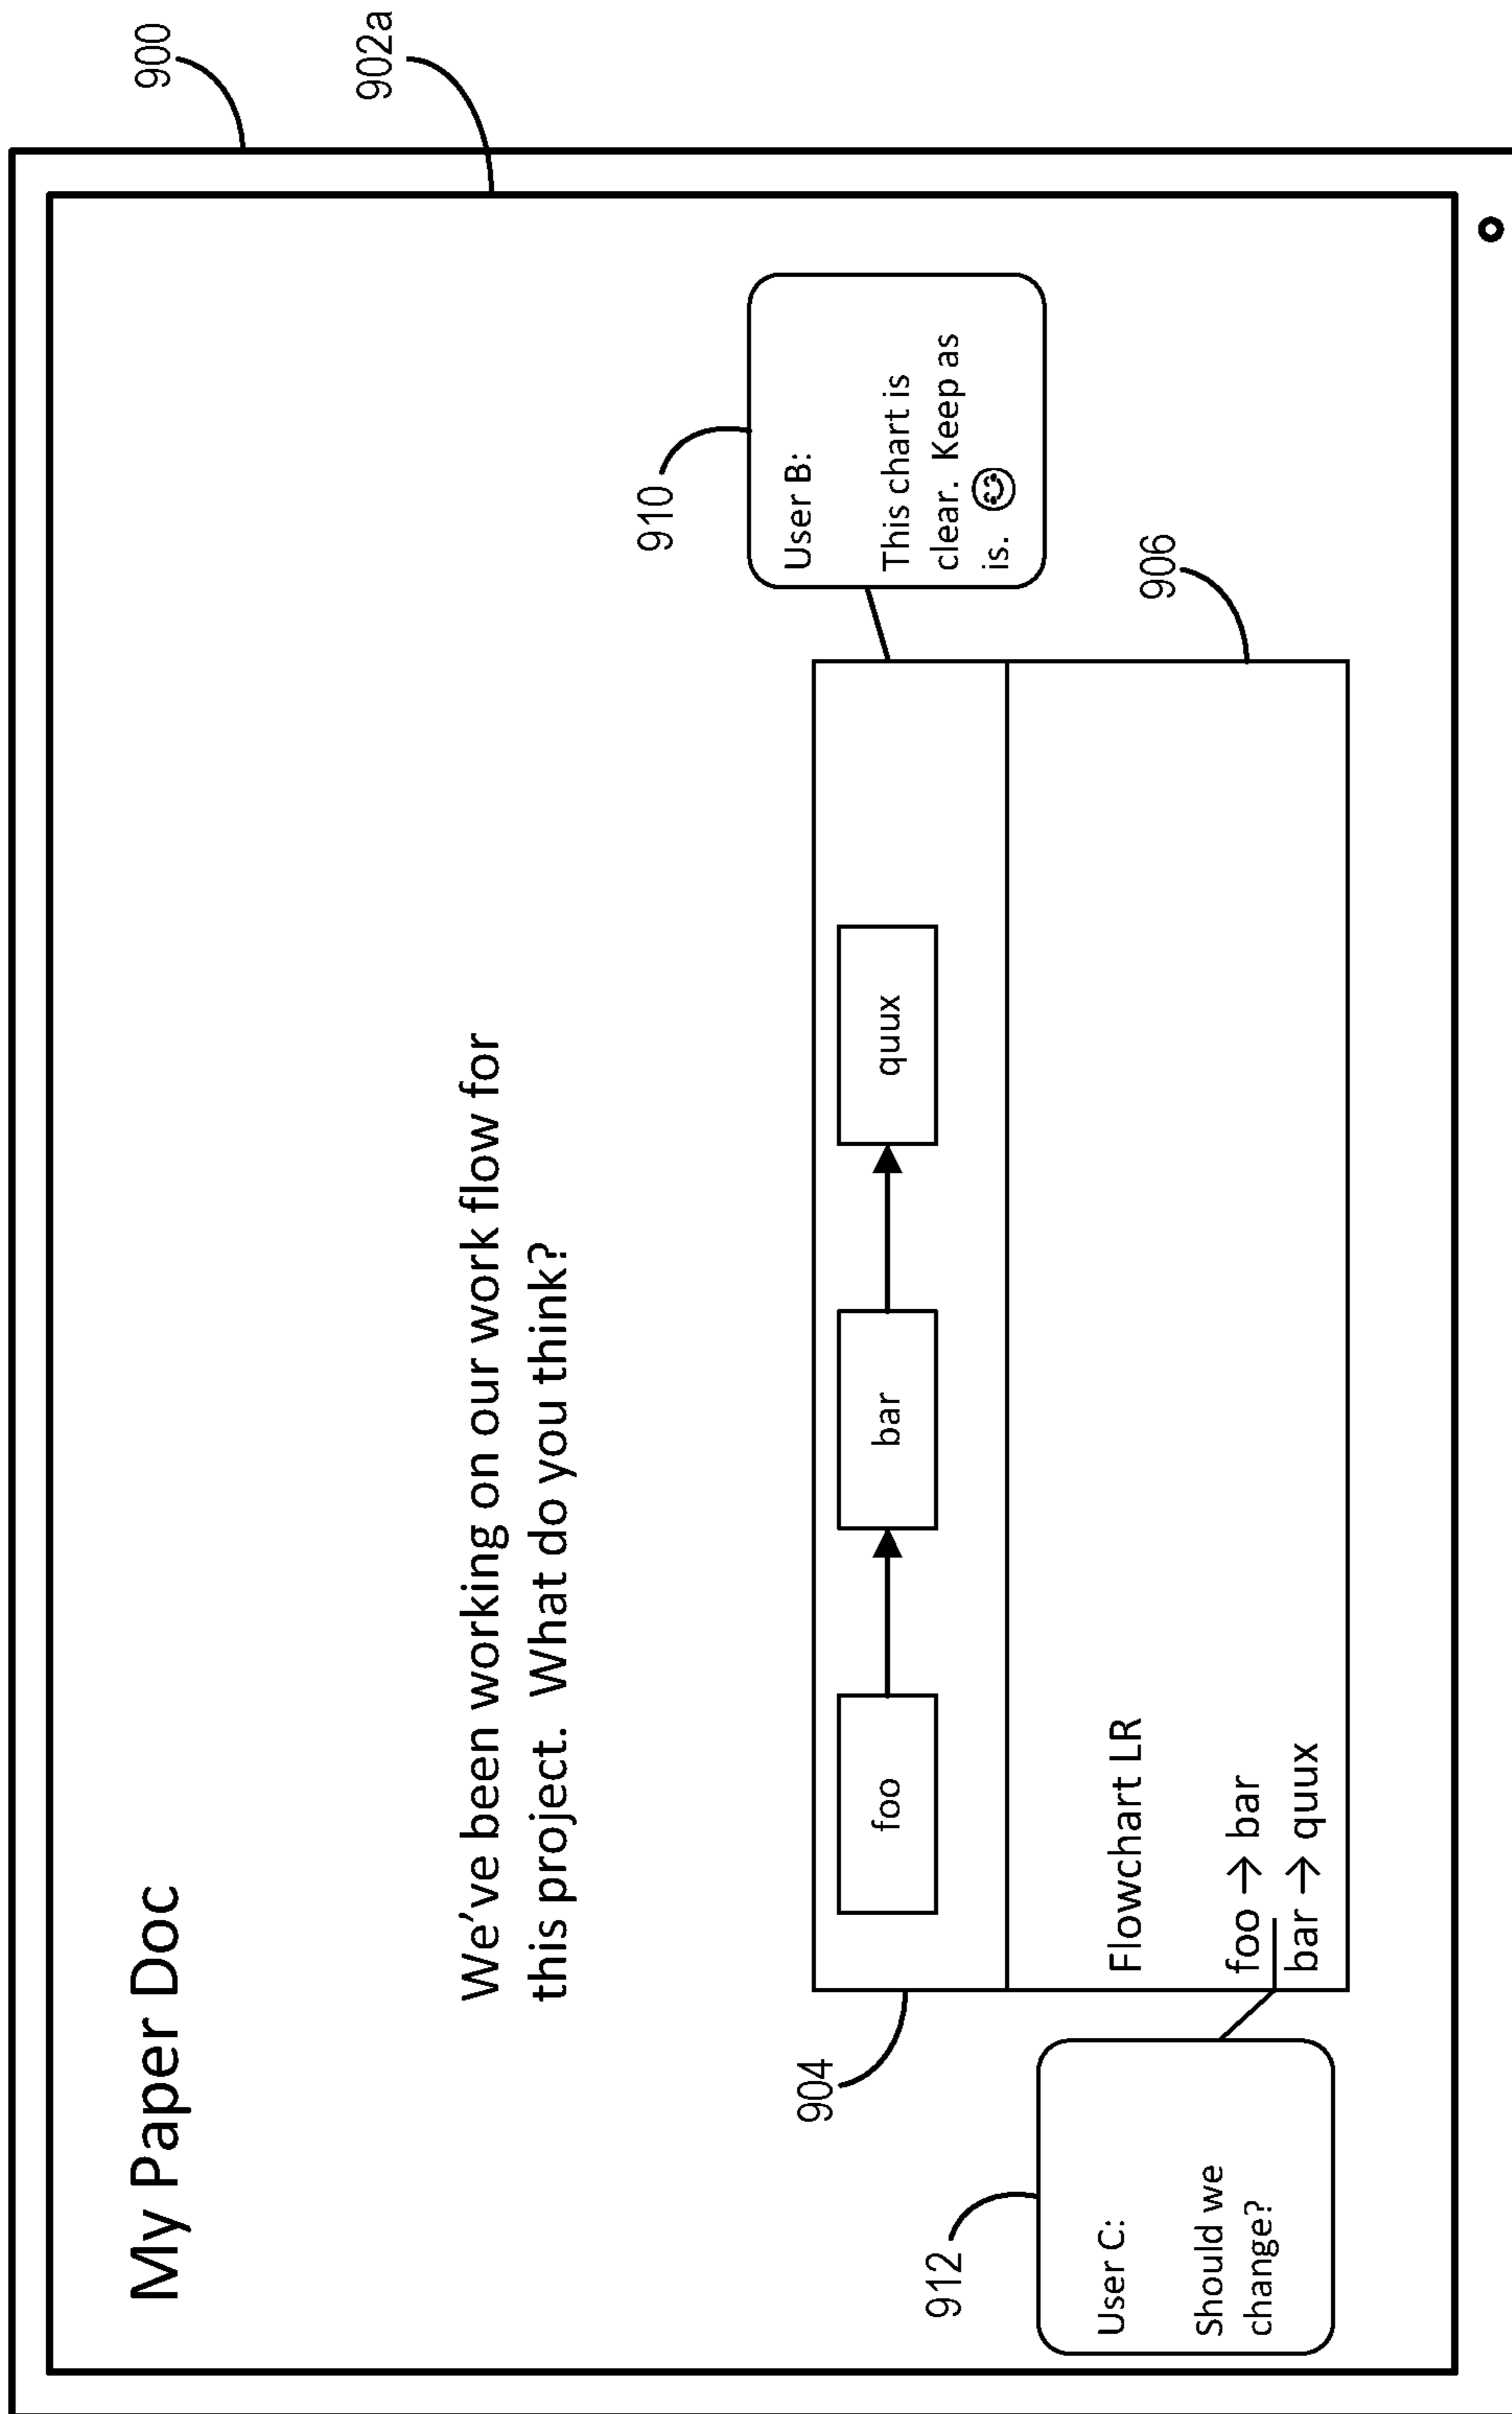 900
902a
My Paper Doc
We've been working on our work flow for
this project. What do you think?
910
User B:
This chart is
clear. Keep as
is. 😊
904
foo
bar
quux
906
Flowchart LR
foo → bar
bar → quux
912
User C:
Should we
change?